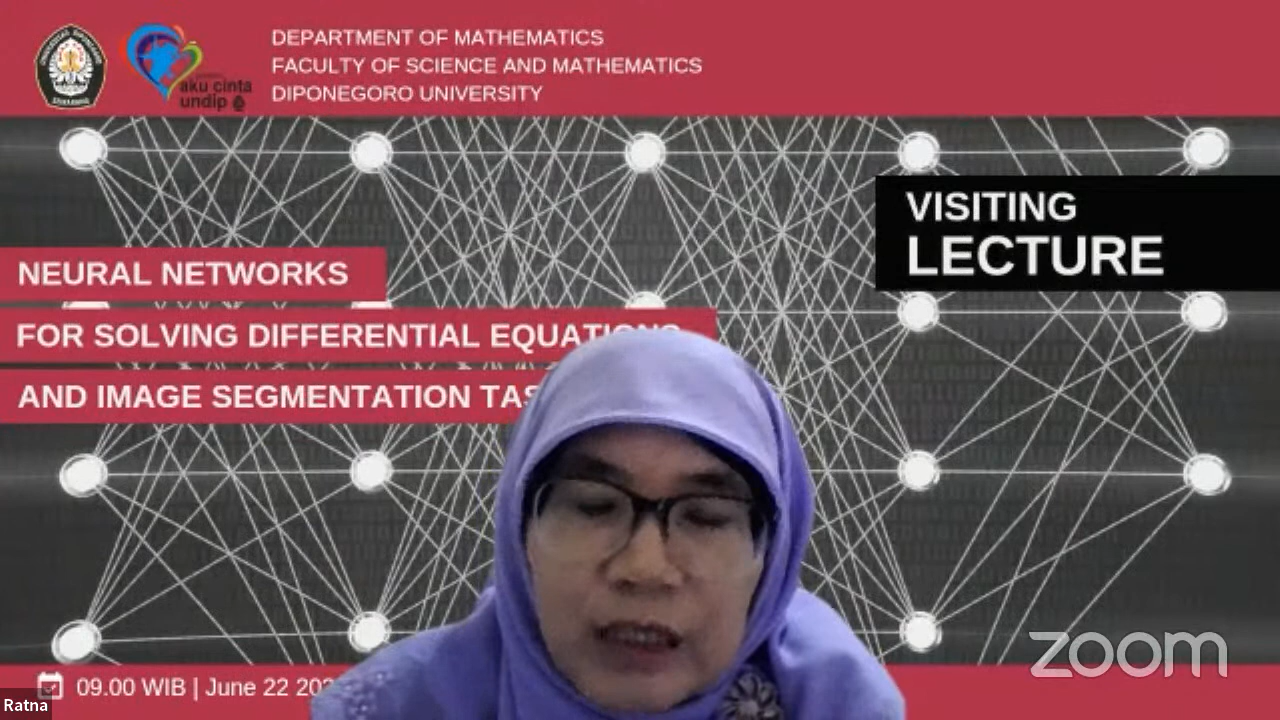 DEPARTMENT OF MATHEMATICS
FACULTY OF SCIENCE AND MATHEMATICS
DIPONEGORO UNIVERSITY
aku cinta
undip @
VISITING
LECTURE
NEURAL NETWORKS
FOR SOLVING DIFFERENTIAL EQUATIONS
AND IMAGE SEGMENTATION
09.00 WIB | June 22
Ratna
zoom